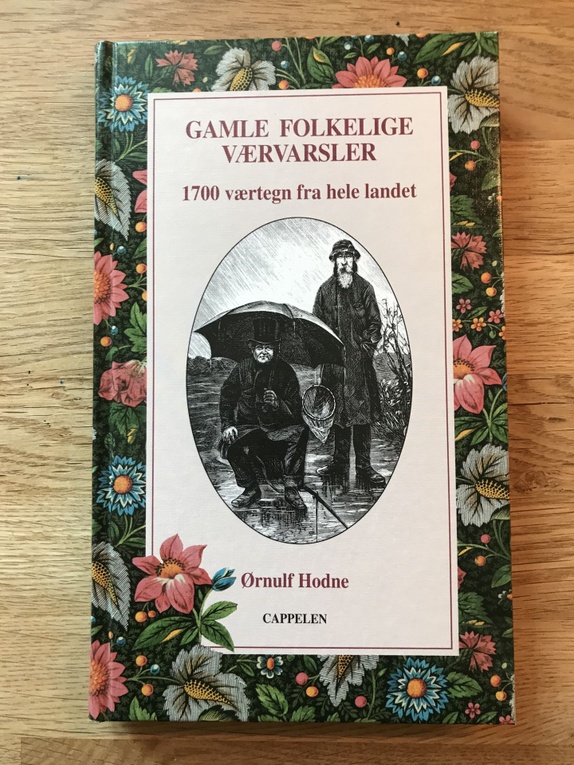 GAMLE FOLKELIGE
VÆRVARSLER
1700 værtegn fra hele landet
Ørnulf Hodne
CAPPELEN